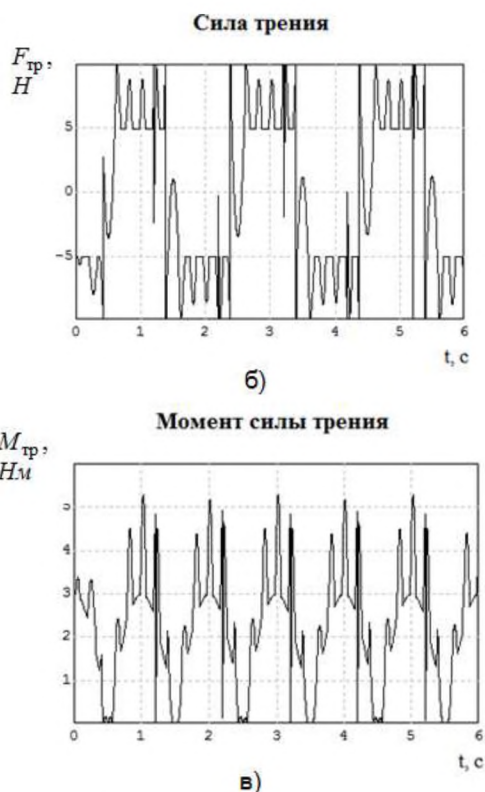 Сила трения
Fтр,
Н
5
0
−5
0 1 2 3 4 5 6
t, с
б)
Момент силы трения
Mтр,
Нм
5
4
3
2
1
0 1 2 3 4 5 6
t, с
в)